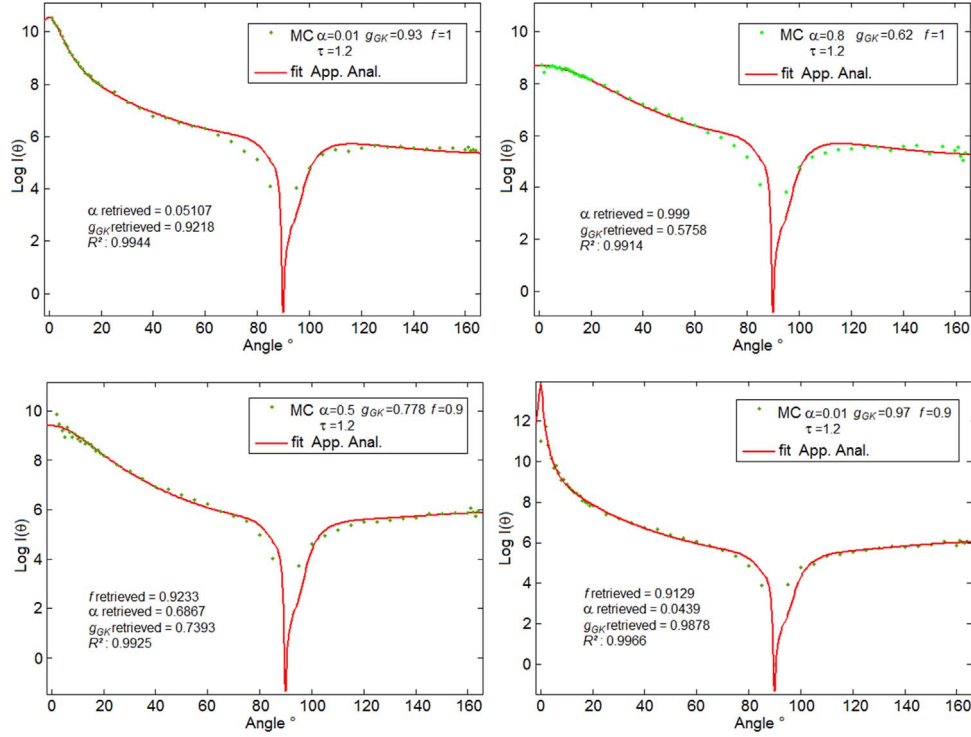 MC α=0.01 g_GK=0.93 f=1
τ=1.2
fit App. Anal.
10
8
6
4
2
0
Log I(θ)
α retrieved = 0.05107
g_GK retrieved = 0.9218
R² : 0.9944
0 20 40 60 80 100 120 140 160
Angle °
MC α=0.8 g_GK=0.62 f=1
τ=1.2
fit App. Anal.
10
8
6
4
2
0
Log I(θ)
α retrieved = 0.999
g_GK retrieved = 0.5758
R² : 0.9914
0 20 40 60 80 100 120 140 160
Angle °
MC α=0.5 g_GK=0.778 f=0.9
τ=1.2
fit App. Anal.
10
8
6
4
2
0
Log I(θ)
f retrieved = 0.9233
α retrieved = 0.6867
g_GK retrieved = 0.7393
R² : 0.9925
0 20 40 60 80 100 120 140 160
Angle °
MC α=0.01 g_GK=0.97 f=0.9
τ=1.2
fit App. Anal.
12
10
8
6
4
2
0
Log I(θ)
f retrieved = 0.9129
α retrieved = 0.0439
g_GK retrieved = 0.9878
R² : 0.9966
0 20 40 60 80 100 120 140 160
Angle °